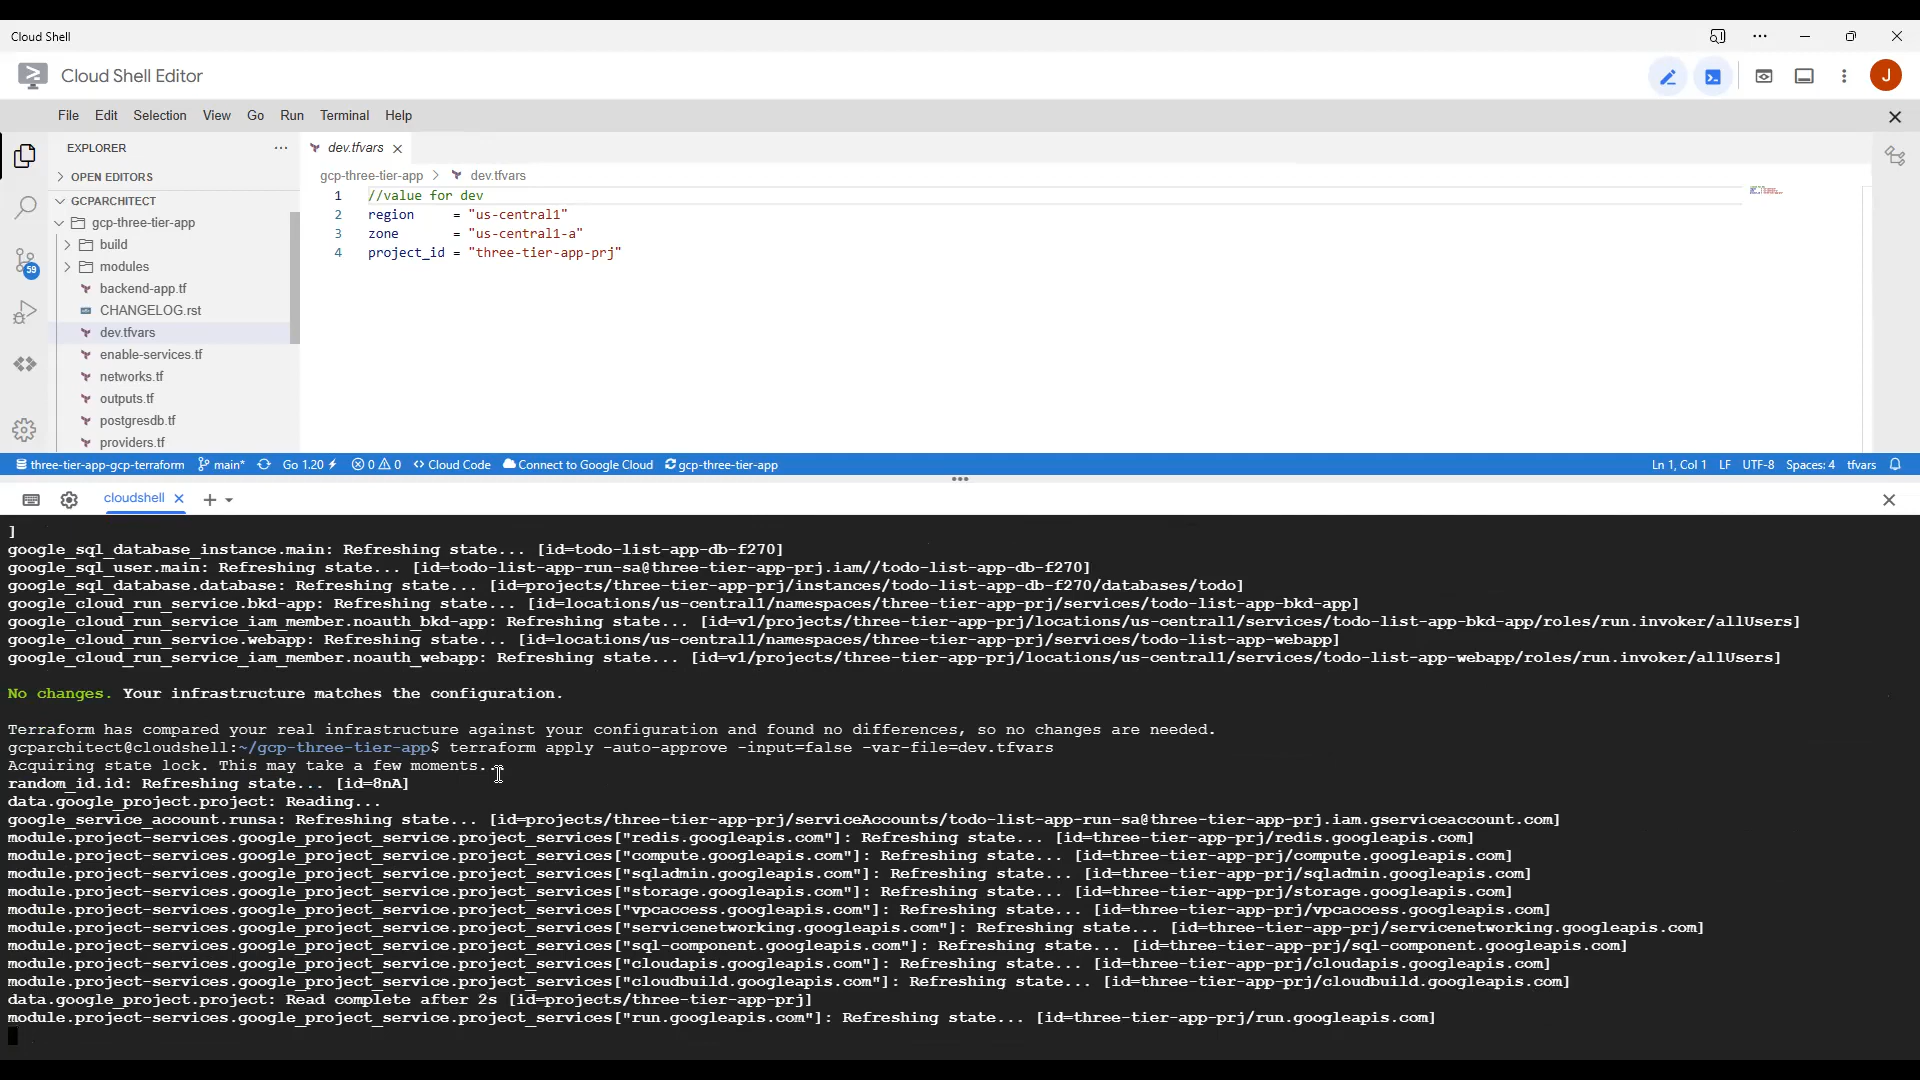 Cloud Shell
Cloud Shell Editor
J
File Edit Selection View Go Run Terminal Help
EXPLORER
dev.tfvars
OPEN EDITORS
gcp-three-tier-app > dev.tfvars
GCPARCHITECT
gcp-three-tier-app
build
modules
backend-app.tf
CHANGELOG.rst
dev.tfvars
enable-services.tf
networks.tf
outputs.tf
postgresdb.tf
providers.tf
59
1 //value for dev
2 region = "us-central1"
3 zone = "us-central1-a"
4 project_id = "three-tier-app-prj"
three-tier-app-gcp-terraform main* Go 1.20 0 0 Cloud Code Connect to Google Cloud gcp-three-tier-app Ln 1, Col 1 LF UTF-8 Spaces: 4 tfvars
cloudshell
]
google_sql_database_instance.main: Refreshing state... [id=todo-list-app-db-f270]
google_sql_user.main: Refreshing state... [id=todo-list-app-run-sa@three-tier-app-prj.iam//todo-list-app-db-f270]
google_sql_database.database: Refreshing state... [id=projects/three-tier-app-prj/instances/todo-list-app-db-f270/databases/todo]
google_cloud_run_service.bkd-app: Refreshing state... [id=locations/us-central1/namespaces/three-tier-app-prj/services/todo-list-app-bkd-app]
google_cloud_run_service_iam_member.noauth_bkd-app: Refreshing state... [id=v1/projects/three-tier-app-prj/locations/us-central1/services/todo-list-app-bkd-app/roles/run.invoker/allUsers]
google_cloud_run_service.webapp: Refreshing state... [id=locations/us-central1/namespaces/three-tier-app-prj/services/todo-list-app-webapp]
google_cloud_run_service_iam_member.noauth_webapp: Refreshing state... [id=v1/projects/three-tier-app-prj/locations/us-central1/services/todo-list-app-webapp/roles/run.invoker/allUsers]
No changes. Your infrastructure matches the configuration.
Terraform has compared your real infrastructure against your configuration and found no differences, so no changes are needed.
gcparchitect@cloudshell:~/gcp-three-tier-app$ terraform apply -auto-approve -input=false -var-file=dev.tfvars
Acquiring state lock. This may take a few moments...
random_id.id: Refreshing state... [id=8nA]
data.google_project.project: Reading...
google_service_account.runsa: Refreshing state... [id=projects/three-tier-app-prj/serviceAccounts/todo-list-app-run-sa@three-tier-app-prj.iam.gserviceaccount.com]
module.project-services.google_project_service.project_services["redis.googleapis.com"]: Refreshing state... [id=three-tier-app-prj/redis.googleapis.com]
module.project-services.google_project_service.project_services["compute.googleapis.com"]: Refreshing state... [id=three-tier-app-prj/compute.googleapis.com]
module.project-services.google_project_service.project_services["sqladmin.googleapis.com"]: Refreshing state... [id=three-tier-app-prj/sqladmin.googleapis.com]
module.project-services.google_project_service.project_services["storage.googleapis.com"]: Refreshing state... [id=three-tier-app-prj/storage.googleapis.com]
module.project-services.google_project_service.project_services["vpcaccess.googleapis.com"]: Refreshing state... [id=three-tier-app-prj/vpcaccess.googleapis.com]
module.project-services.google_project_service.project_services["servicenetworking.googleapis.com"]: Refreshing state... [id=three-tier-app-prj/servicenetworking.googleapis.com]
module.project-services.google_project_service.project_services["sql-component.googleapis.com"]: Refreshing state... [id=three-tier-app-prj/sql-component.googleapis.com]
module.project-services.google_project_service.project_services["cloudapis.googleapis.com"]: Refreshing state... [id=three-tier-app-prj/cloudapis.googleapis.com]
module.project-services.google_project_service.project_services["cloudbuild.googleapis.com"]: Refreshing state... [id=three-tier-app-prj/cloudbuild.googleapis.com]
data.google_project.project: Read complete after 2s [id=projects/three-tier-app-prj]
module.project-services.google_project_service.project_services["run.googleapis.com"]: Refreshing state... [id=three-tier-app-prj/run.googleapis.com]